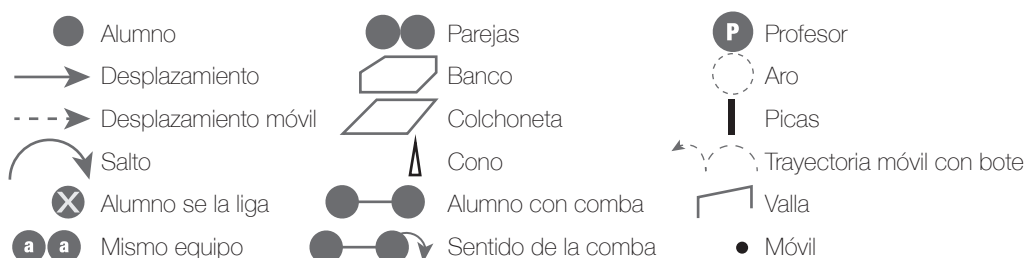 Alumno Parejas P Profesor
Desplazamiento Banco Aro
Desplazamiento móvil Colchoneta Picas
Salto Cono Trayectoria móvil con bote
X Alumno se la liga Alumno con comba Valla
a a Mismo equipo Sentido de la comba Móvil